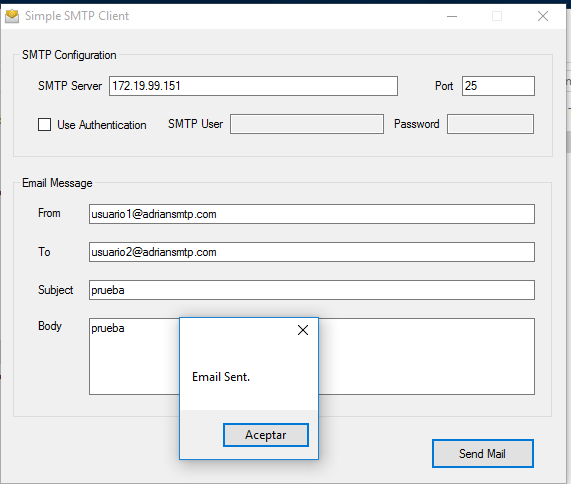 Simple SMTP Client
SMTP Configuration
SMTP Server 172.19.99.151 Port 25
Use Authentication SMTP User Password
Email Message
From usuario1@adriansmtp.com
To usuario2@adriansmtp.com
Subject prueba
Body prueba
Email Sent.
Aceptar
Send Mail